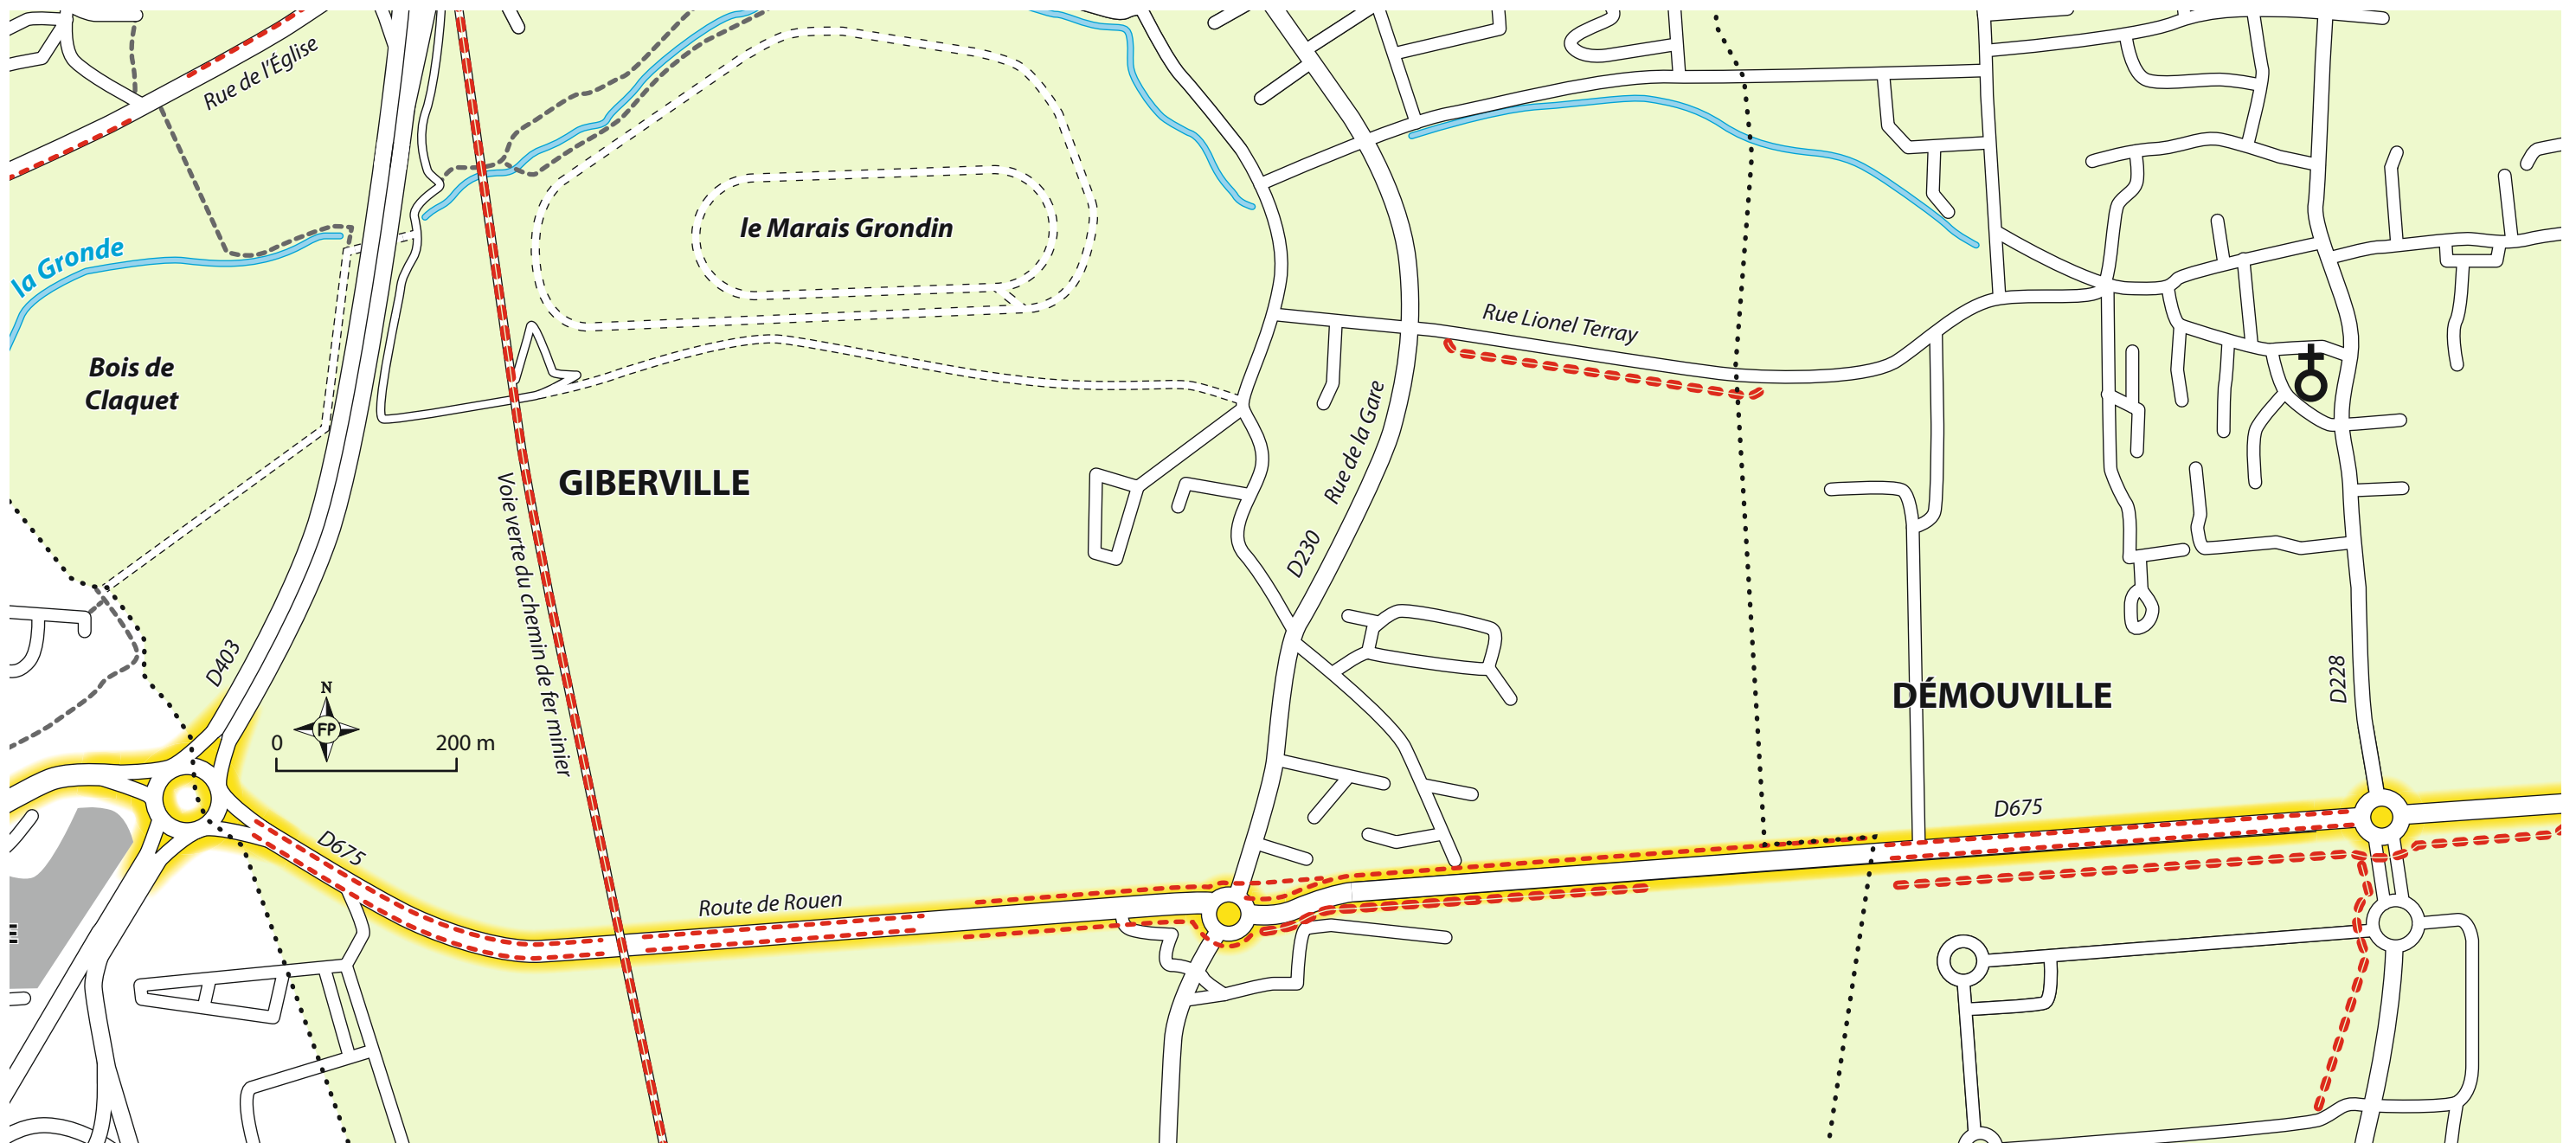 Rue de l'Église
la Gronde
le Marais Grondin
Bois de
Claquet
Rue Lionel Terray
Rue de la Gare
GIBERVILLE
Voie verte du chemin de fer minier
D230
D403
N
FP
0 200 m
DÉMOUVILLE
D228
D675
D675
Route de Rouen
E